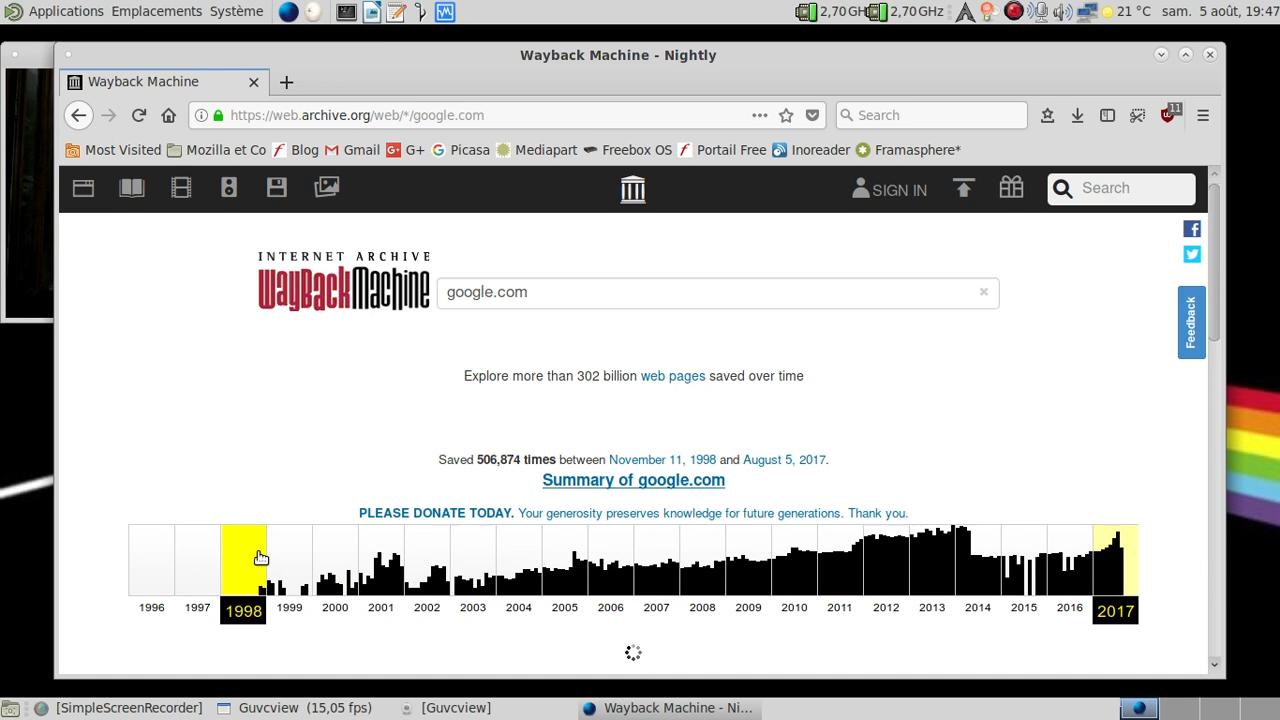 Applications Emplacements Système 2,70 GH 2,70 GHz 21 °C sam. 5 août, 19:47
Wayback Machine - Nightly
Wayback Machine
https://web.archive.org/web/*/google.com Search 11
Most Visited Mozilla et Co Blog Gmail G+ Picasa Mediapart Freebox OS Portail Free Inoreader Framasphere*
SIGN IN Search
INTERNET ARCHIVE
WayBackMachine
google.com
Feedback
Explore more than 302 billion web pages saved over time
Saved 506,874 times between November 11, 1998 and August 5, 2017.
Summary of google.com
PLEASE DONATE TODAY. Your generosity preserves knowledge for future generations. Thank you.
1996 1997 1998 1999 2000 2001 2002 2003 2004 2005 2006 2007 2008 2009 2010 2011 2012 2013 2014 2015 2016 2017
[SimpleScreenRecorder] Guvcview (15,05 fps) [Guvcview] Wayback Machine - Ni...